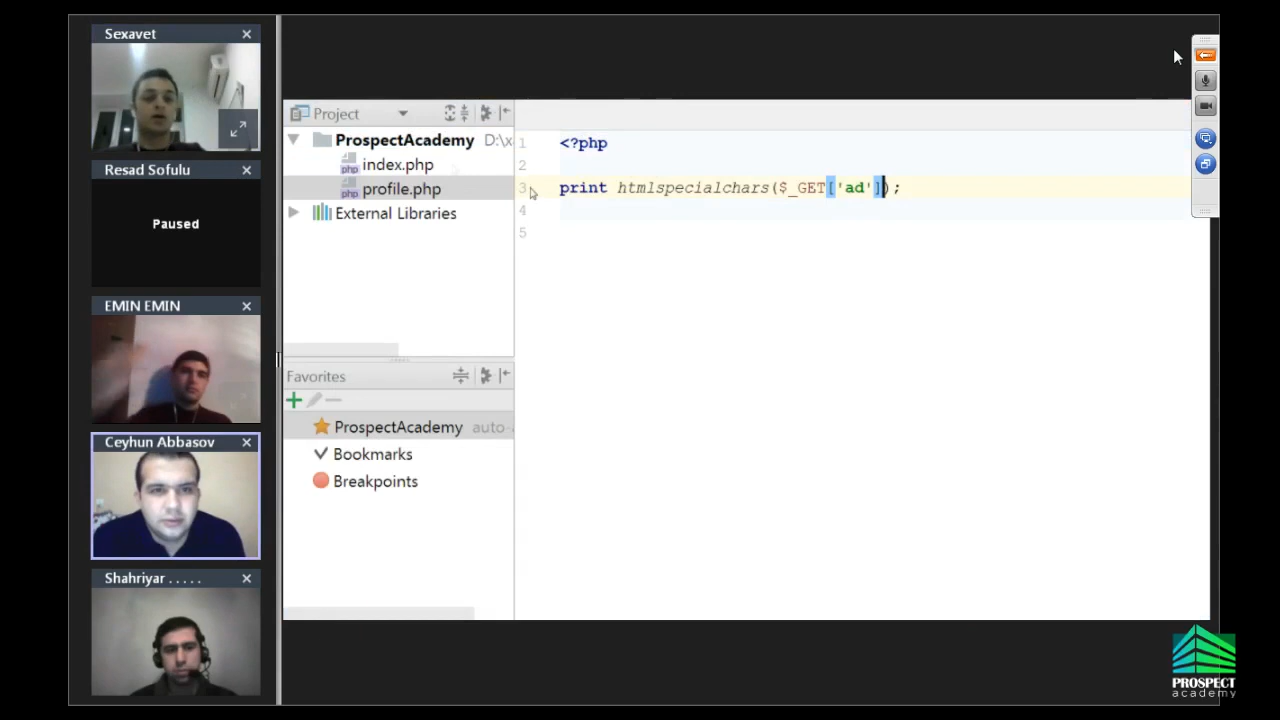 Sexavet
Resad Sofulu
Paused
EMIN EMIN
Ceyhun Abbasov
Shahriyar . . . . .
Project
ProspectAcademy D:\x
index.php
profile.php
External Libraries
Favorites
ProspectAcademy auto-
Bookmarks
Breakpoints
1 <?php
2
3 print htmlspecialchars($_GET['ad']);
4
5
PROSPECT
academy